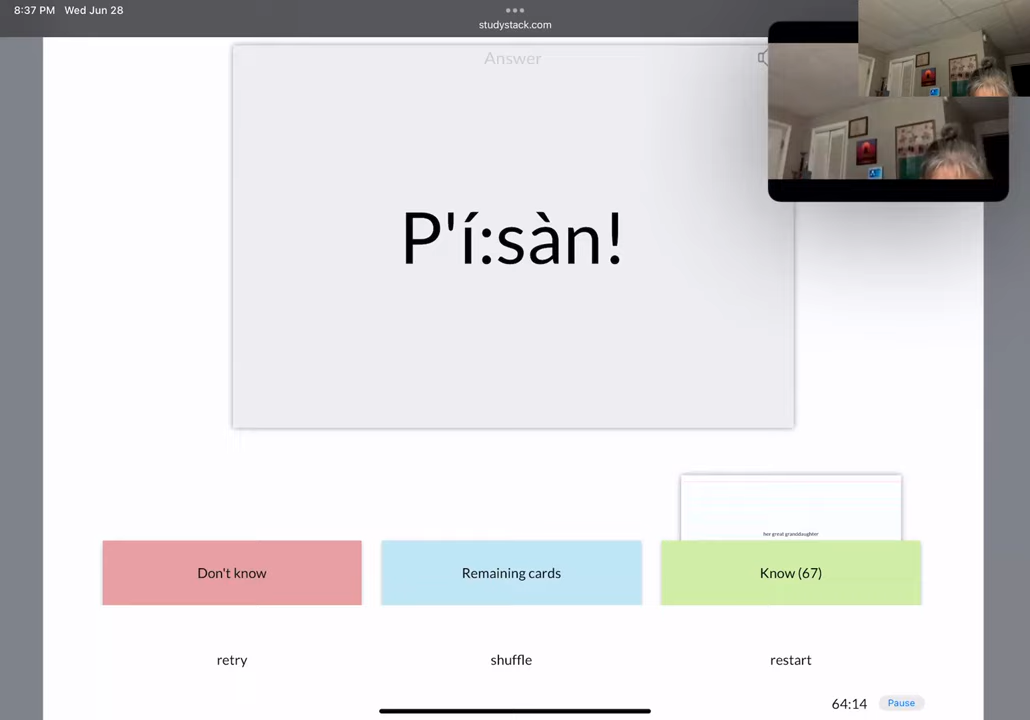 8:37 PM Wed Jun 28
studystack.com
Answer
P'í:sàn!
her great granddaughter
Don't know
Remaining cards
Know (67)
retry
shuffle
restart
64:14
Pause